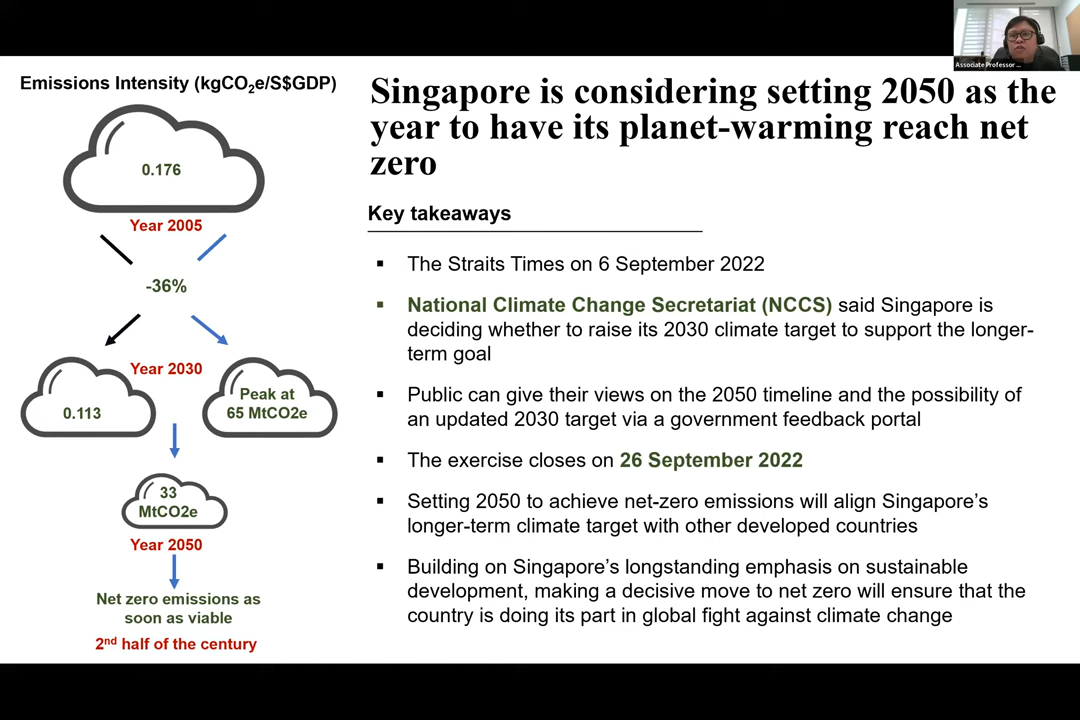 Associate Professor ...
Emissions Intensity (kgCO2e/S$GDP)
0.176
Year 2005
-36%
Year 2030
0.113
Peak at
65 MtCO2e
33
MtCO2e
Year 2050
Net zero emissions as
soon as viable
2nd half of the century
Singapore is considering setting 2050 as the
year to have its planet-warming reach net
zero
Key takeaways
▪ The Straits Times on 6 September 2022
▪ National Climate Change Secretariat (NCCS) said Singapore is
deciding whether to raise its 2030 climate target to support the longer-
term goal
▪ Public can give their views on the 2050 timeline and the possibility of
an updated 2030 target via a government feedback portal
▪ The exercise closes on 26 September 2022
▪ Setting 2050 to achieve net-zero emissions will align Singapore’s
longer-term climate target with other developed countries
▪ Building on Singapore’s longstanding emphasis on sustainable
development, making a decisive move to net zero will ensure that the
country is doing its part in global fight against climate change